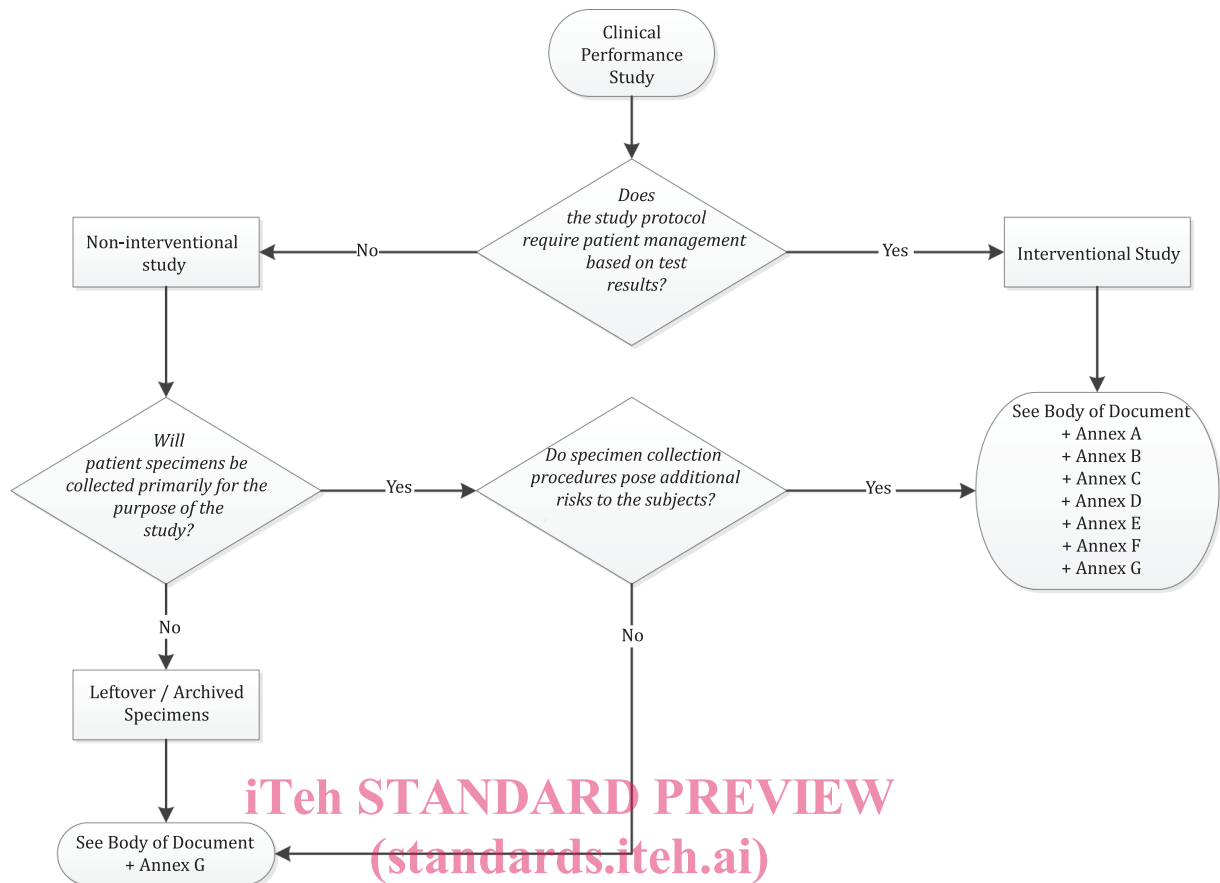 Clinical
Performance
Study
Does
the study protocol
require patient management
based on test
results?
No
Yes
Non-interventional
study
Interventional Study
Will
patient specimens be
collected primarily for the
purpose of the
study?
Yes
Do specimen collection
procedures pose additional
risks to the subjects?
Yes
See Body of Document
+ Annex A
+ Annex B
+ Annex C
+ Annex D
+ Annex E
+ Annex F
+ Annex G
No
No
Leftover / Archived
Specimens
iTeh STANDARD PREVIEW
(standards.iteh.ai)
See Body of Document
+ Annex G